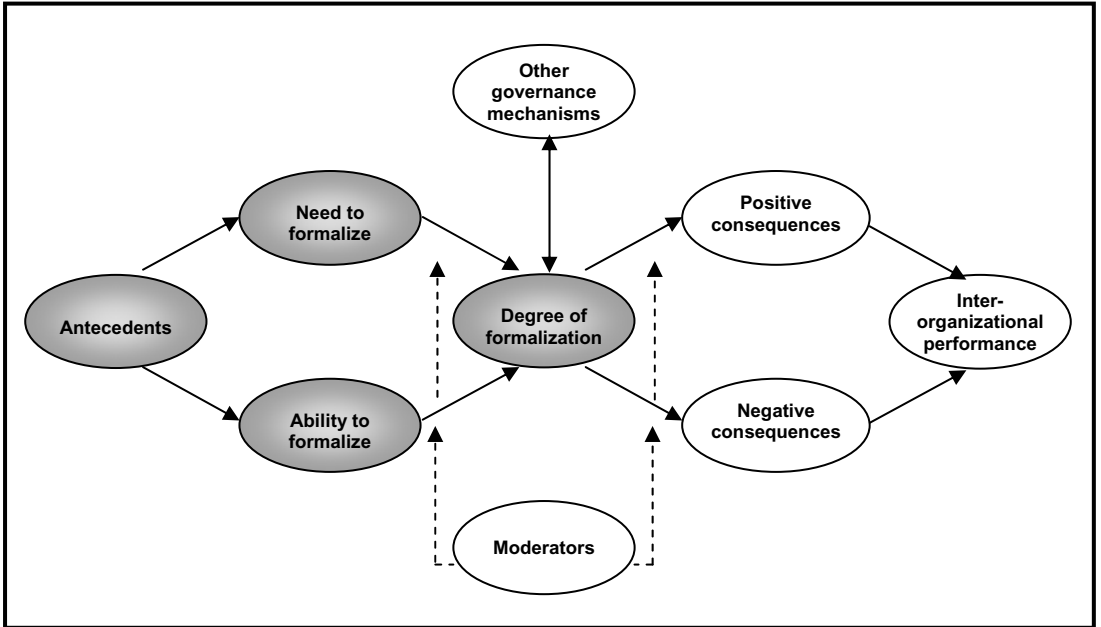 Other
governance
mechanisms
Need to
formalize
Positive
consequences
Antecedents
Degree of
formalization
Inter-
organizational
performance
Ability to
formalize
Negative
consequences
Moderators